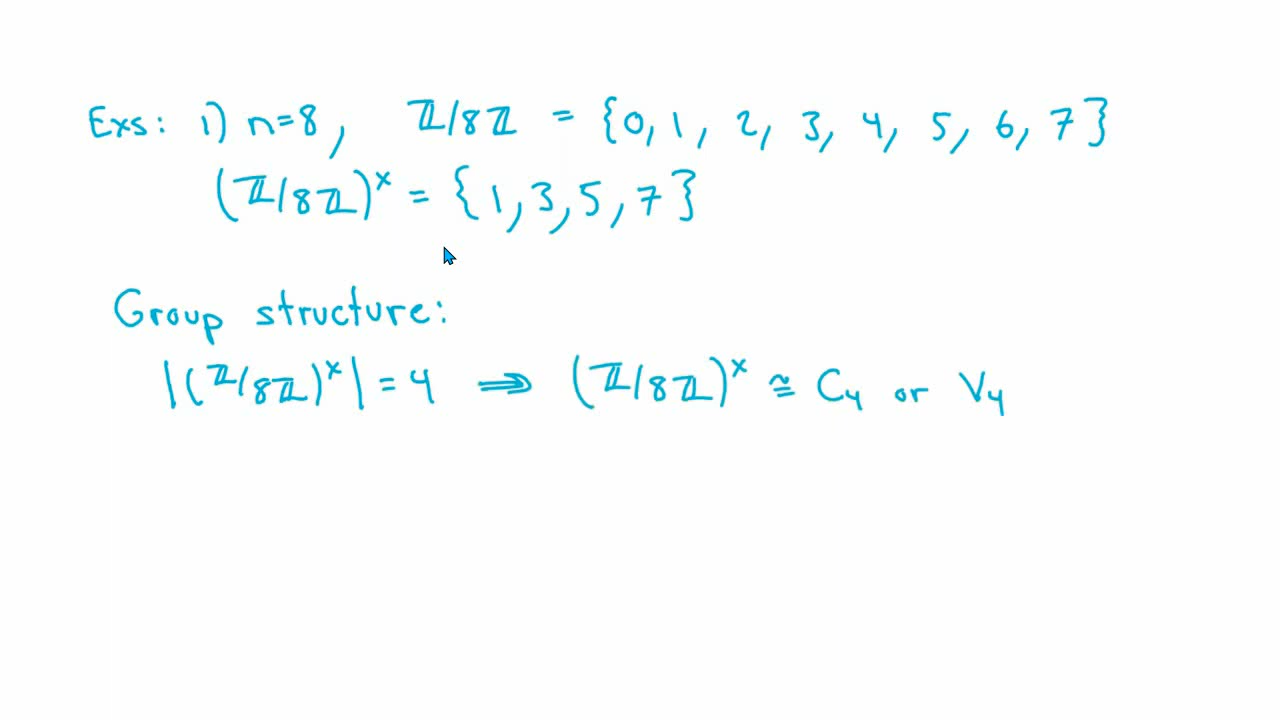 Exs: 1) n=8, ℤ/8ℤ = {0, 1, 2, 3, 4, 5, 6, 7}
(ℤ/8ℤ)ˣ = {1, 3, 5, 7}
Group structure:
|(ℤ/8ℤ)ˣ| = 4 ⟹ (ℤ/8ℤ)ˣ ≅ C₄ or V₄